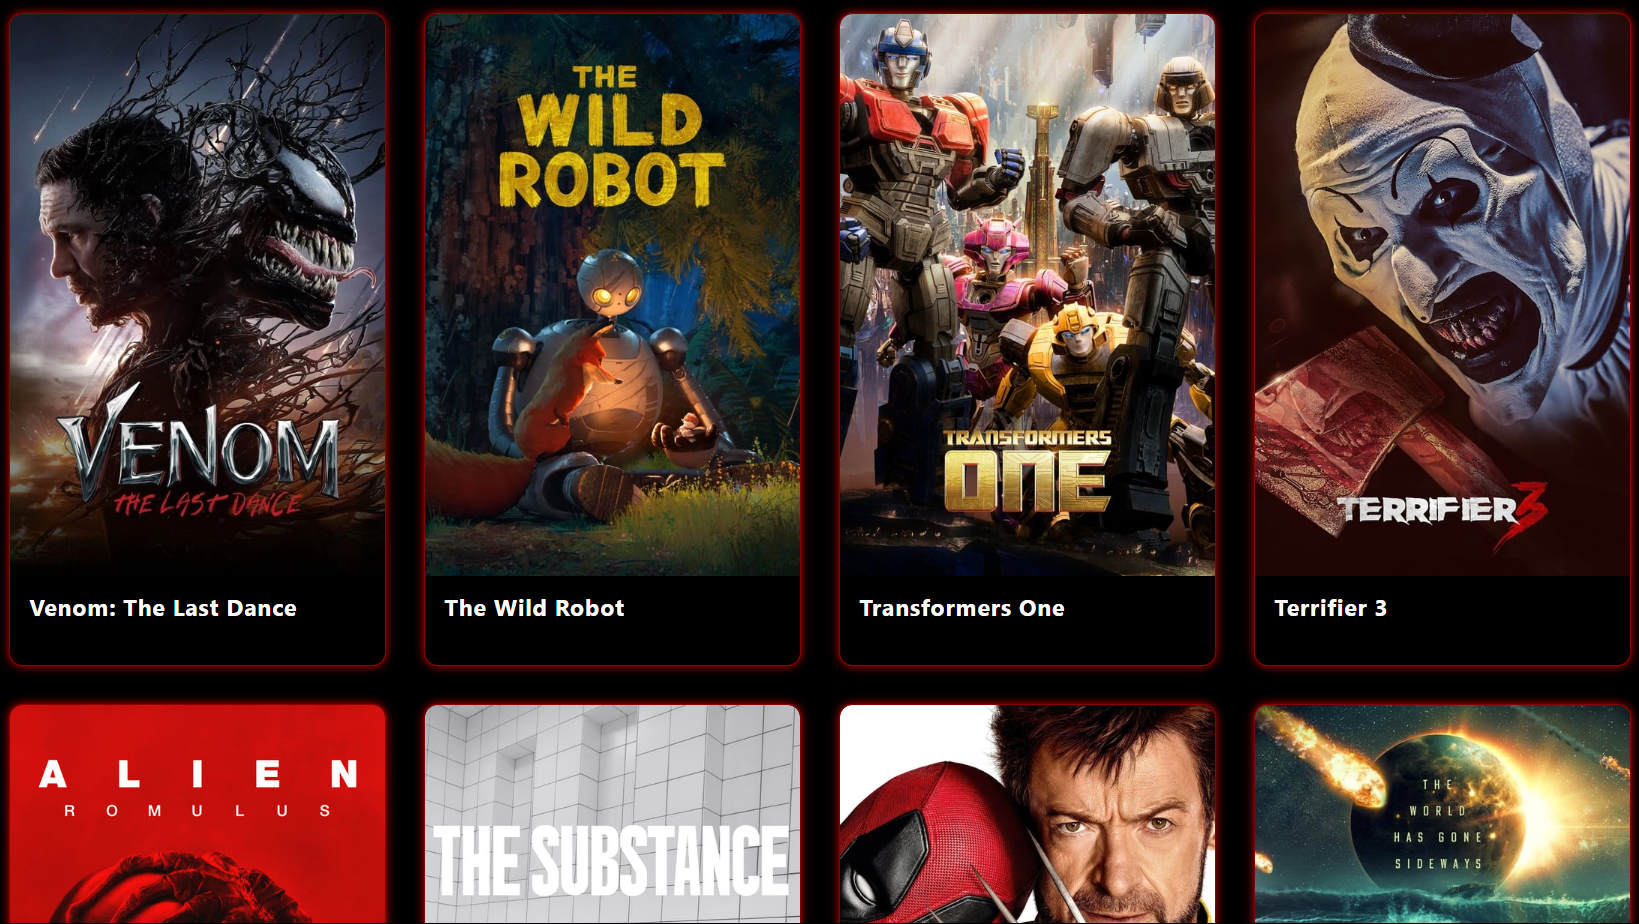 VENOM
THE LAST DANCE
Venom: The Last Dance
THE
WILD
ROBOT
The Wild Robot
TRANSFORMERS
ONE
Transformers One
TERRIFIER 3
Terrifier 3
ALIEN
ROMULUS
THE SUBSTANCE
THE
WORLD
HAS GONE
SIDEWAYS